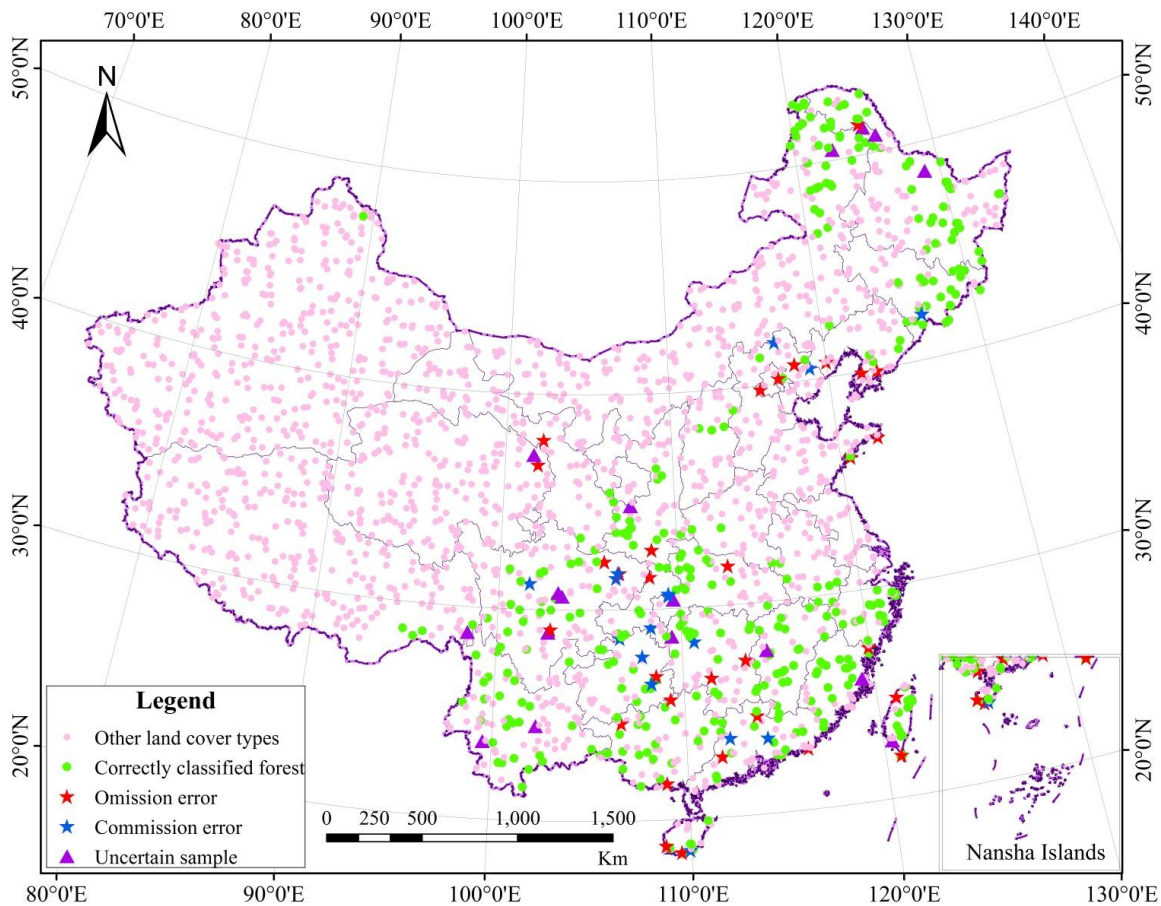 70°0'E 80°0'E 90°0'E 100°0'E 110°0'E 120°0'E 130°0'E 140°0'E
50°0'N
50°0'N
N
40°0'N
40°0'N
30°0'N
30°0'N
20°0'N
20°0'N
Legend
Other land cover types
Correctly classified forest
Omission error
Commission error
Uncertain sample
0 250 500 1,000 1,500
Km
Nansha Islands
80°0'E 90°0'E 100°0'E 110°0'E 120°0'E 130°0'E